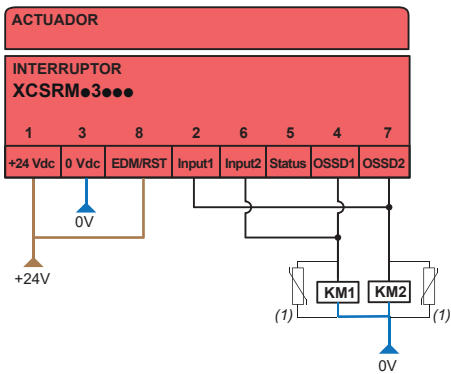 ACTUADOR
INTERRUPTOR
XCSRM●3●●●
1 3 8 2 6 5 4 7
+24 Vdc 0 Vdc EDM/RST Input1 Input2 Status OSSD1 OSSD2
0V
+24V
KM1 KM2
(1) (1)
0V